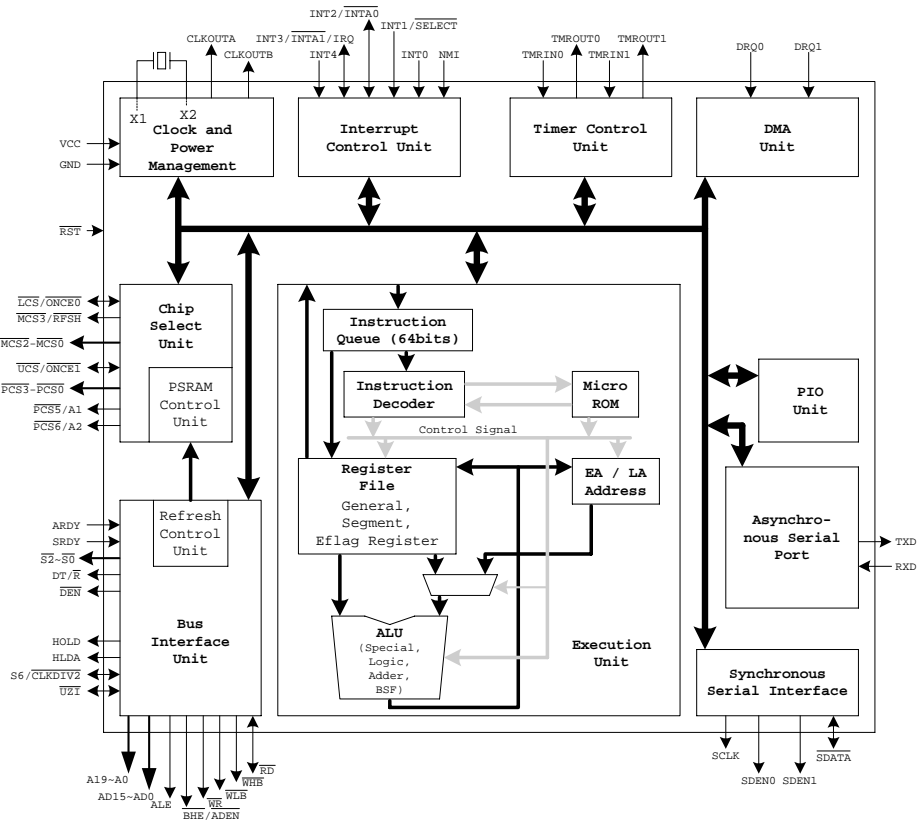 INT2/INTA0
INT1/SELECT
INT3/INTA1/IRQ
CLKOUTA
CLKOUTB
INT4
INT0
NMI
TMROUT0
TMROUT1
TMRIN0
TMRIN1
DRQ0
DRQ1
X1
X2
Clock and
Power
Management
Interrupt
Control Unit
Timer Control
Unit
DMA
Unit
VCC
GND
RST
LCS/ONCE0
MCS3/RFSH
MCS2-MCS0
UCS/ONCE1
PCS3-PCS0
PCS5/A1
PCS6/A2
Chip
Select
Unit
PSRAM
Control
Unit
Instruction
Queue (64bits)
Instruction
Decoder
Micro
ROM
Control Signal
Register
File
General,
Segment,
Eflag Register
EA / LA
Address
PIO
Unit
Asynchro-
nous Serial
Port
TXD
RXD
Refresh
Control
Unit
ARDY
SRDY
S2~S0
DT/R
DEN
HOLD
HLDA
S6/CLKDIV2
UZI
Bus
Interface
Unit
ALU
(Special,
Logic,
Adder,
BSF)
Execution
Unit
Synchronous
Serial Interface
SCLK
SDEN0
SDEN1
SDATA
A19~A0
AD15~AD0
ALE
BHE/ADEN
WR
WLB
WHB
RD